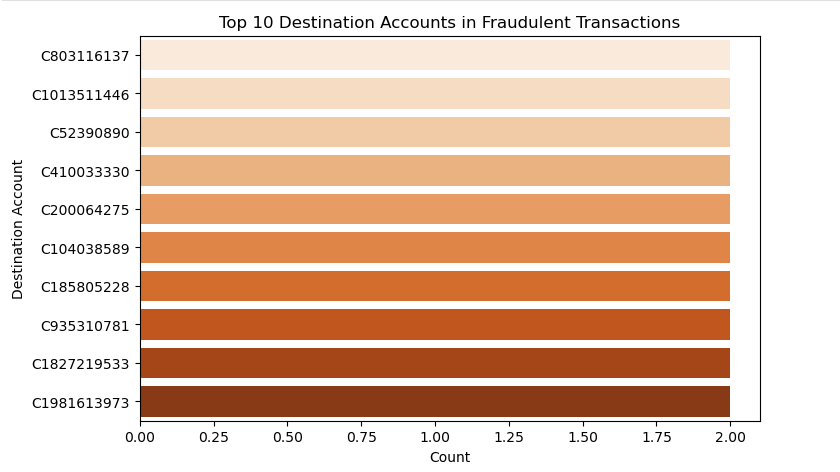 Top 10 Destination Accounts in Fraudulent Transactions
Destination Account
C803116137
C1013511446
C52390890
C410033330
C200064275
C104038589
C185805228
C935310781
C1827219533
C1981613973
0.00 0.25 0.50 0.75 1.00 1.25 1.50 1.75 2.00
Count